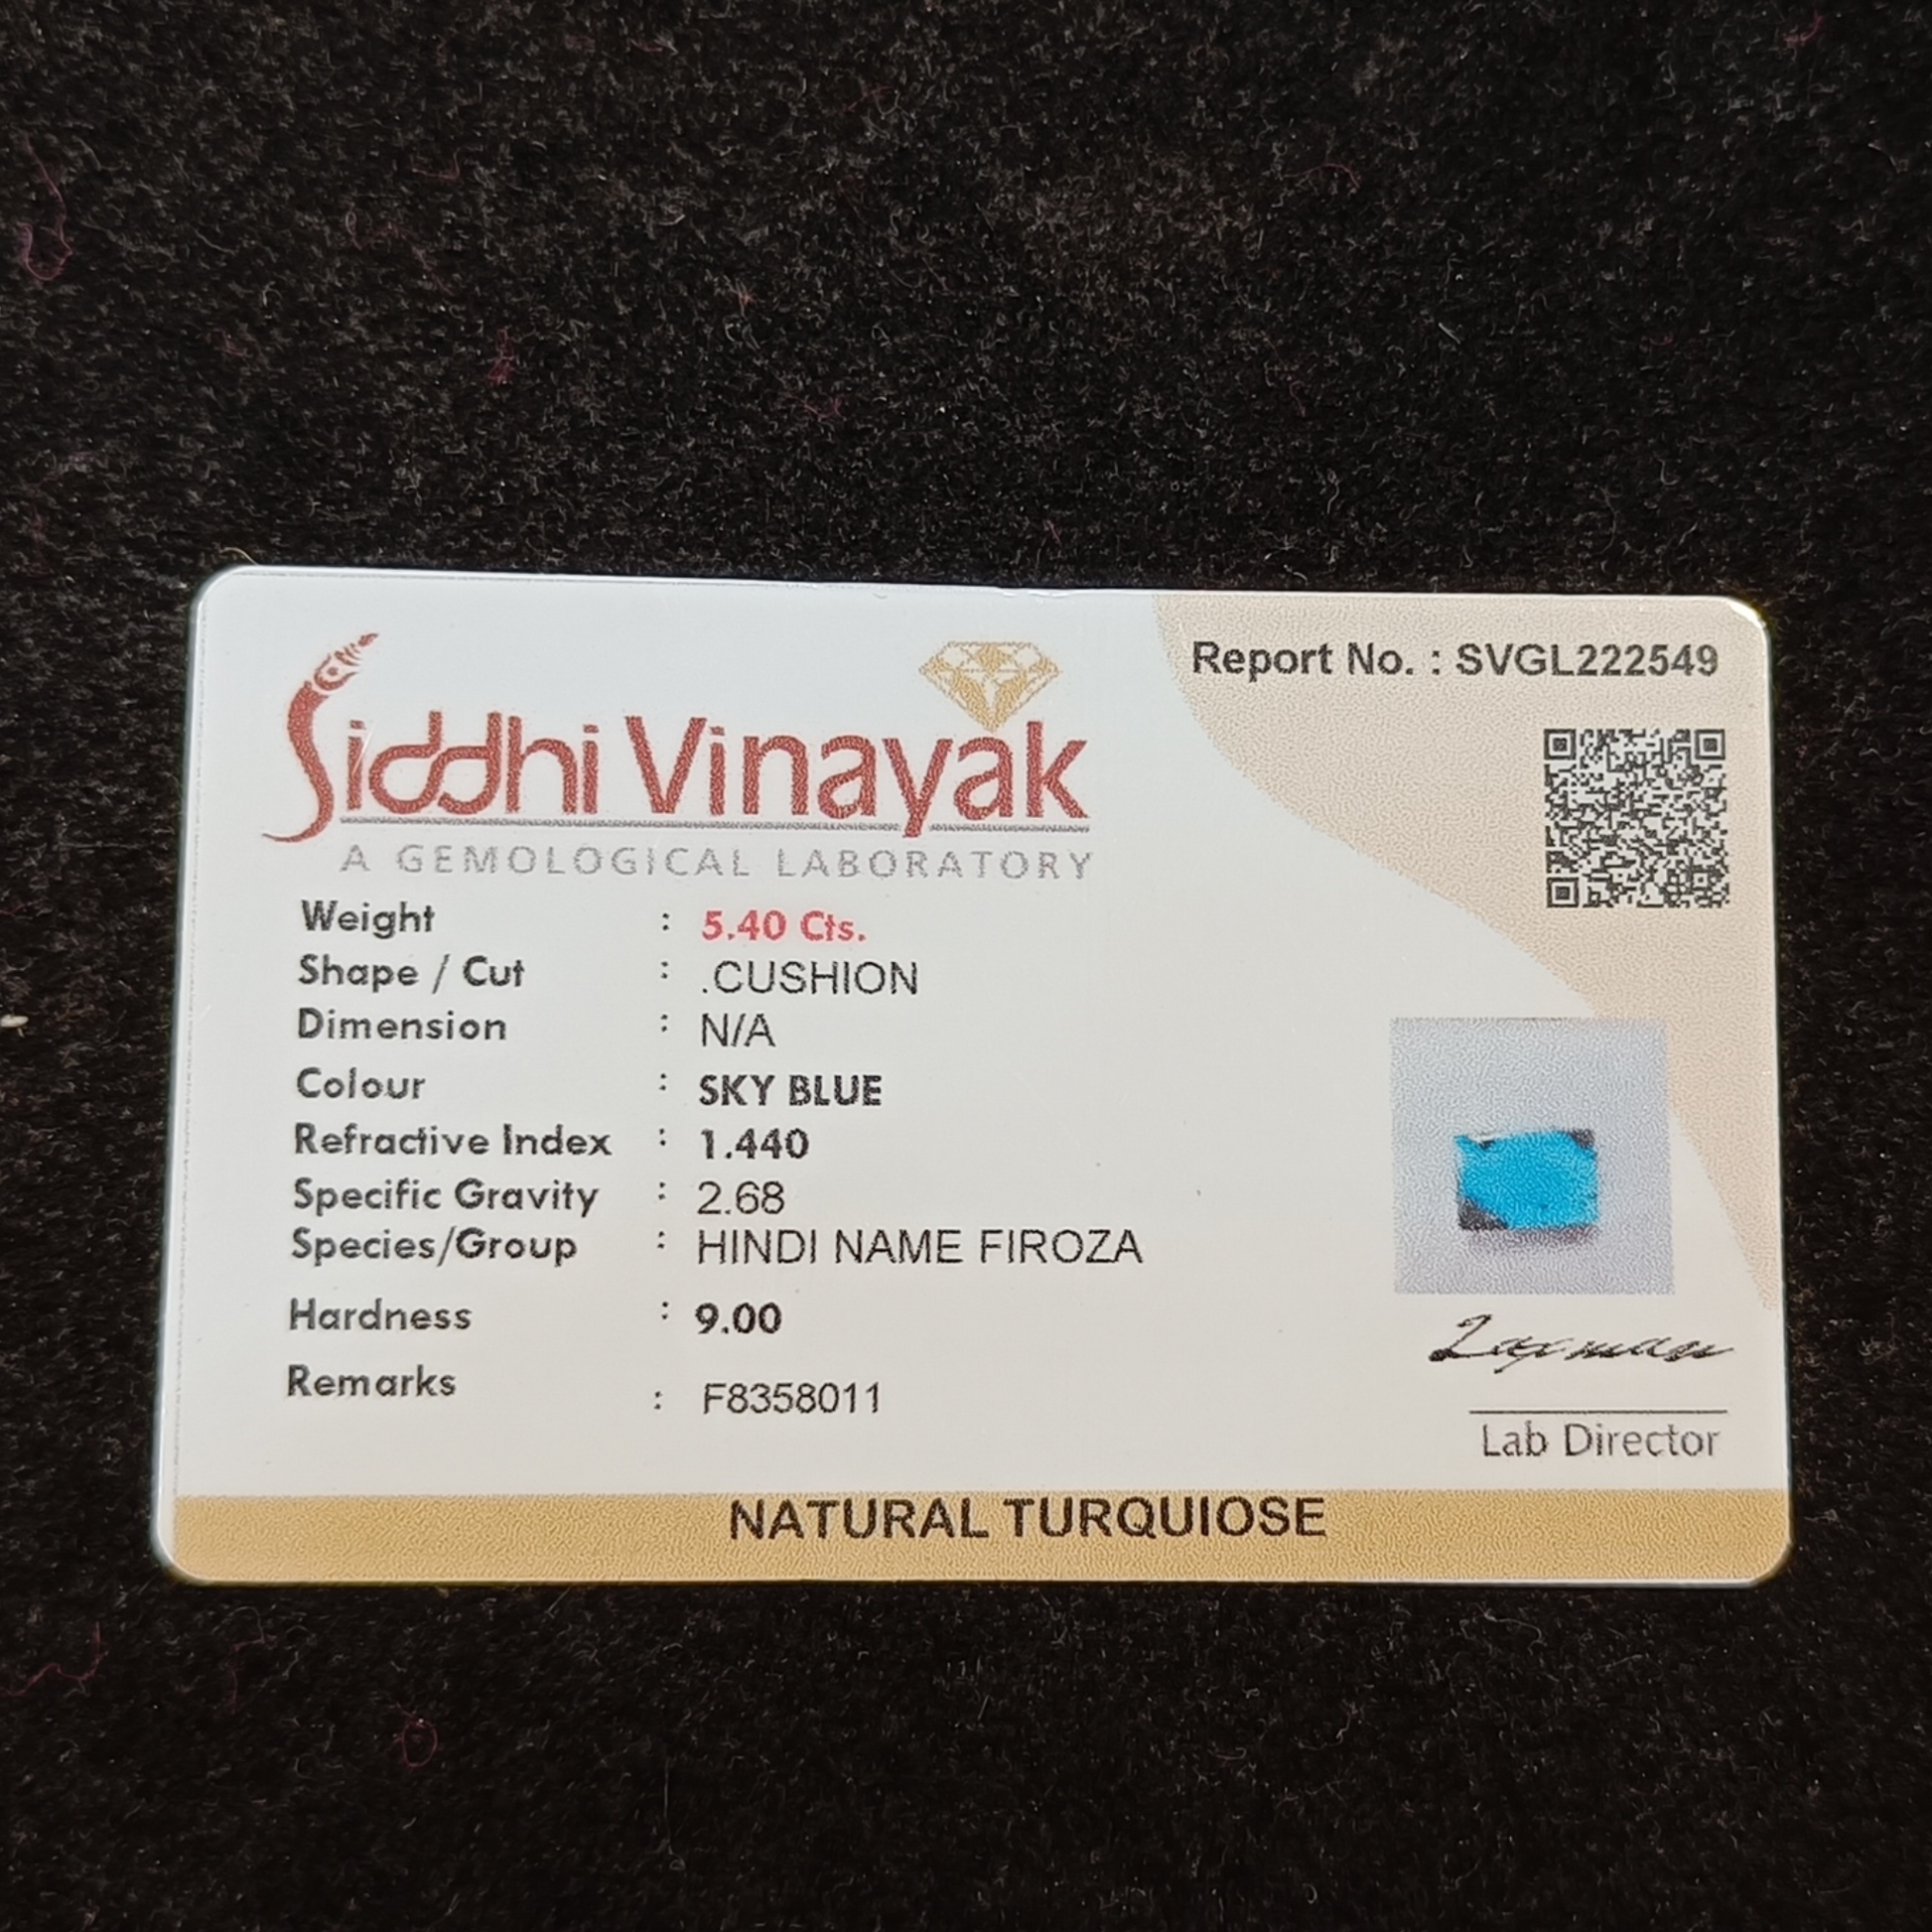 Report No. : SVGL222549
Siddhi Vinayak
A GEMOLOGICAL LABORATORY
Weight : 5.40 Cts.
Shape / Cut : .CUSHION
Dimension : N/A
Colour : SKY BLUE
Refractive Index : 1.440
Specific Gravity : 2.68
Species/Group : HINDI NAME FIROZA
Hardness : 9.00
Remarks : F8358011
Laxman
Lab Director
NATURAL TURQUIOSE